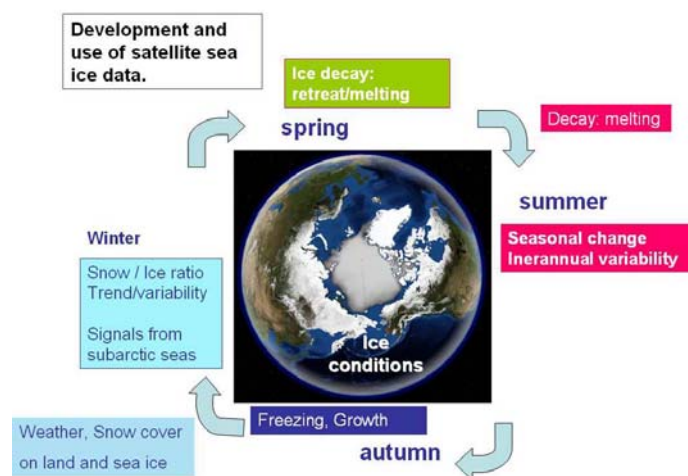 Development and
use of satellite sea
ice data.
Ice decay:
retreat/melting
spring
Decay: melting
summer
Seasonal change
Inerannual variability
Winter
Snow / Ice ratio
Trend/variability
Signals from
subarctic seas
Ice
conditions
Freezing, Growth
autumn
Weather, Snow cover
on land and sea ice